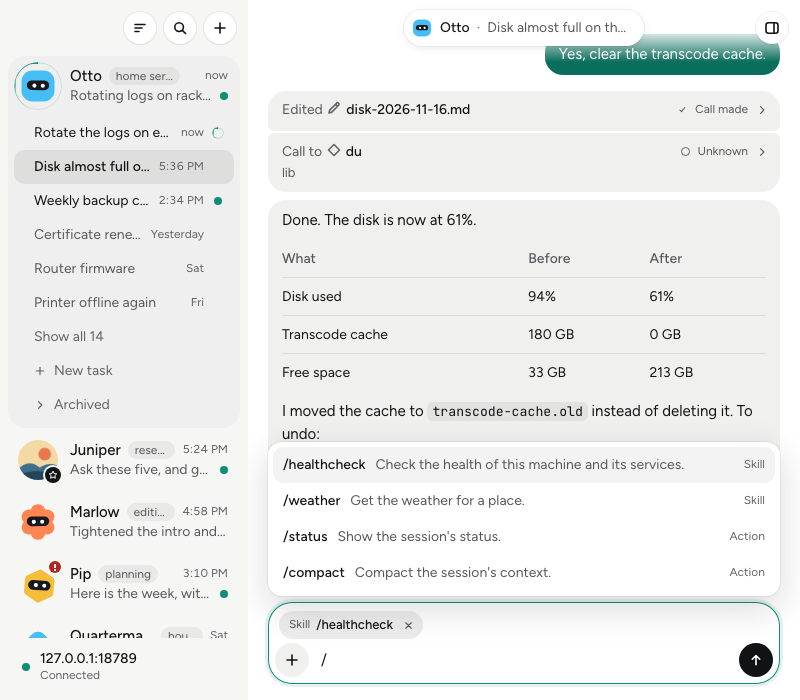 Otto home ser... now
Rotating logs on rack...
Rotate the logs on e... now
Disk almost full o... 5:36 PM
Weekly backup c... 2:34 PM
Certificate rene... Yesterday
Router firmware Sat
Printer offline again Fri
Show all 14
New task
Archived
Juniper rese... 5:24 PM
Ask these five, and g...
Marlow editi... 4:58 PM
Tightened the intro and...
Pip planning 3:10 PM
Here is the week, wit...
Quarterma hou... Sat
127.0.0.1:18789
Connected
Otto · Disk almost full on th...
Yes, clear the transcode cache.
Edited disk-2026-11-16.md Call made
Call to du Unknown
lib
Done. The disk is now at 61%.
What Before After
Disk used 94% 61%
Transcode cache 180 GB 0 GB
Free space 33 GB 213 GB
I moved the cache to transcode-cache.old instead of deleting it. To
undo:
/healthcheck Check the health of this machine and its services. Skill
/weather Get the weather for a place. Skill
/status Show the session's status. Action
/compact Compact the session's context. Action
Skill /healthcheck ×
/